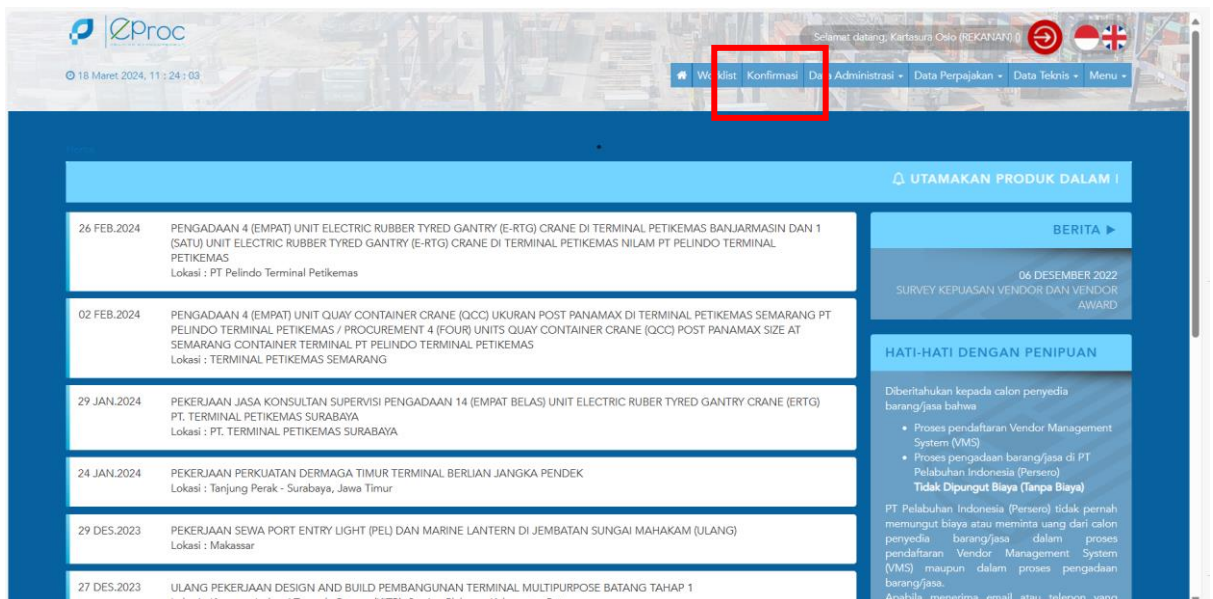 eProc
Selamat datang, Kartasura Oslo (REKANAN) ()
18 Maret 2024, 11 : 24 : 03
Worklist Konfirmasi Data Administrasi Data Perpajakan Data Teknis Menu
Home
UTAMAKAN PRODUK DALAM
26 FEB.2024
PENGADAAN 4 (EMPAT) UNIT ELECTRIC RUBBER TYRED GANTRY (E-RTG) CRANE DI TERMINAL PETIKEMAS BANJARMASIN DAN 1
(SATU) UNIT ELECTRIC RUBBER TYRED GANTRY (E-RTG) CRANE DI TERMINAL PETIKEMAS NILAM PT PELINDO TERMINAL
PETIKEMAS
Lokasi : PT Pelindo Terminal Petikemas
02 FEB.2024
PENGADAAN 4 (EMPAT) UNIT QUAY CONTAINER CRANE (QCC) UKURAN POST PANAMAX DI TERMINAL PETIKEMAS SEMARANG PT
PELINDO TERMINAL PETIKEMAS / PROCUREMENT 4 (FOUR) UNITS QUAY CONTAINER CRANE (QCC) POST PANAMAX SIZE AT
SEMARANG CONTAINER TERMINAL PT PELINDO TERMINAL PETIKEMAS
Lokasi : TERMINAL PETIKEMAS SEMARANG
29 JAN.2024
PEKERJAAN JASA KONSULTAN SUPERVISI PENGADAAN 14 (EMPAT BELAS) UNIT ELECTRIC RUBER TYRED GANTRY CRANE (ERTG)
PT. TERMINAL PETIKEMAS SURABAYA
Lokasi : PT. TERMINAL PETIKEMAS SURABAYA
24 JAN.2024
PEKERJAAN PERKUATAN DERMAGA TIMUR TERMINAL BERLIAN JANGKA PENDEK
Lokasi : Tanjung Perak - Surabaya, Jawa Timur
29 DES.2023
PEKERJAAN SEWA PORT ENTRY LIGHT (PEL) DAN MARINE LANTERN DI JEMBATAN SUNGAI MAHAKAM (ULANG)
Lokasi : Makassar
27 DES.2023
ULANG PEKERJAAN DESIGN AND BUILD PEMBANGUNAN TERMINAL MULTIPURPOSE BATANG TAHAP 1
BERITA
06 DESEMBER 2022
SURVEY KEPUASAN VENDOR DAN VENDOR
AWARD
HATI-HATI DENGAN PENIPUAN
Diberitahukan kepada calon penyedia
barang/jasa bahwa
• Proses pendaftaran Vendor Management
System (VMS)
• Proses pengadaan barang/jasa di PT
Pelabuhan Indonesia (Persero)
Tidak Dipungut Biaya (Tanpa Biaya)
PT Pelabuhan Indonesia (Persero) tidak pernah
memungut biaya atau meminta uang dari calon
penyedia barang/jasa dalam proses
pendaftaran Vendor Management System
(VMS) maupun dalam proses pengadaan
barang/jasa.
Apabila menerima email atau telepon yang